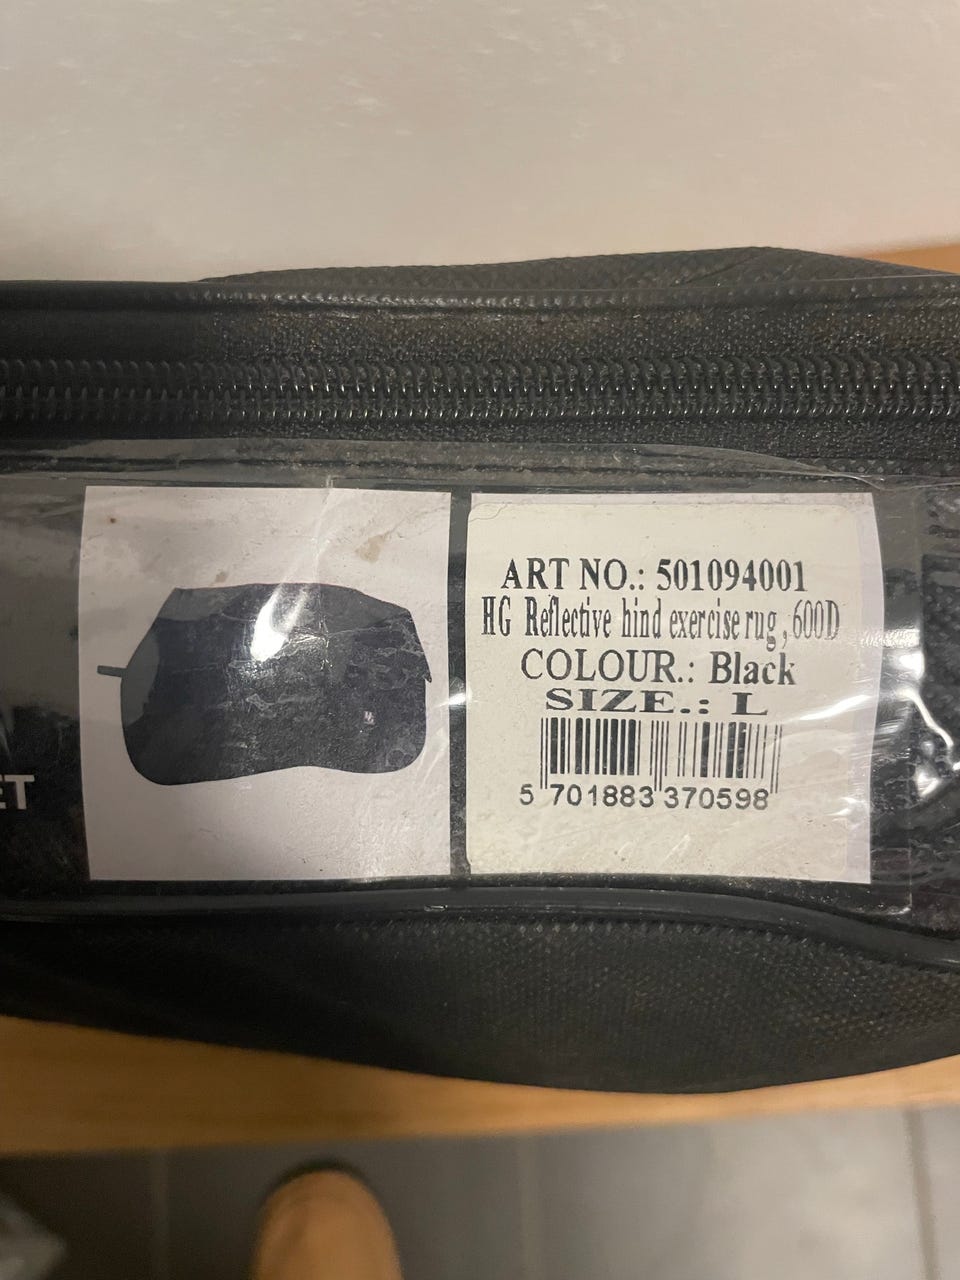 ET
ART NO.: 501094001
HG Reflective hind exercise rug, 600D
COLOUR.: Black
SIZE.: L
5 701883 370598